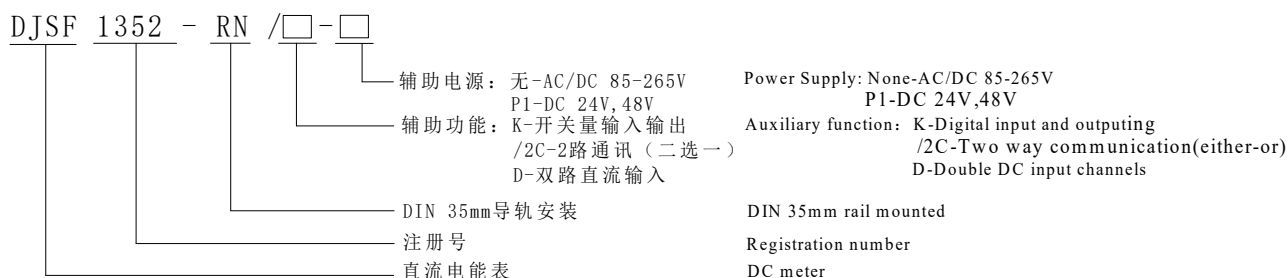 DJSF 1352 - RN /□-□
辅助电源：无-AC/DC 85-265V Power Supply: None-AC/DC 85-265V
P1-DC 24V,48V P1-DC 24V,48V
辅助功能：K-开关量输入输出 Auxiliary function：K-Digital input and outputing
/2C-2路通讯（二选一） /2C-Two way communication(either-or)
D-双路直流输入 D-Double DC input channels
DIN 35mm导轨安装 DIN 35mm rail mounted
注册号 Registration number
直流电能表 DC meter